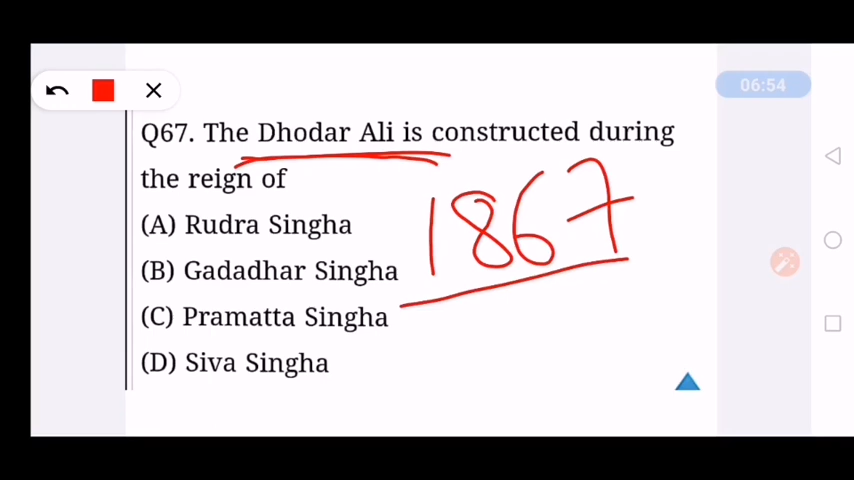 06:54
Q67. The Dhodar Ali is constructed during
the reign of
1867
(A) Rudra Singha
(B) Gadadhar Singha
(C) Pramatta Singha
(D) Siva Singha